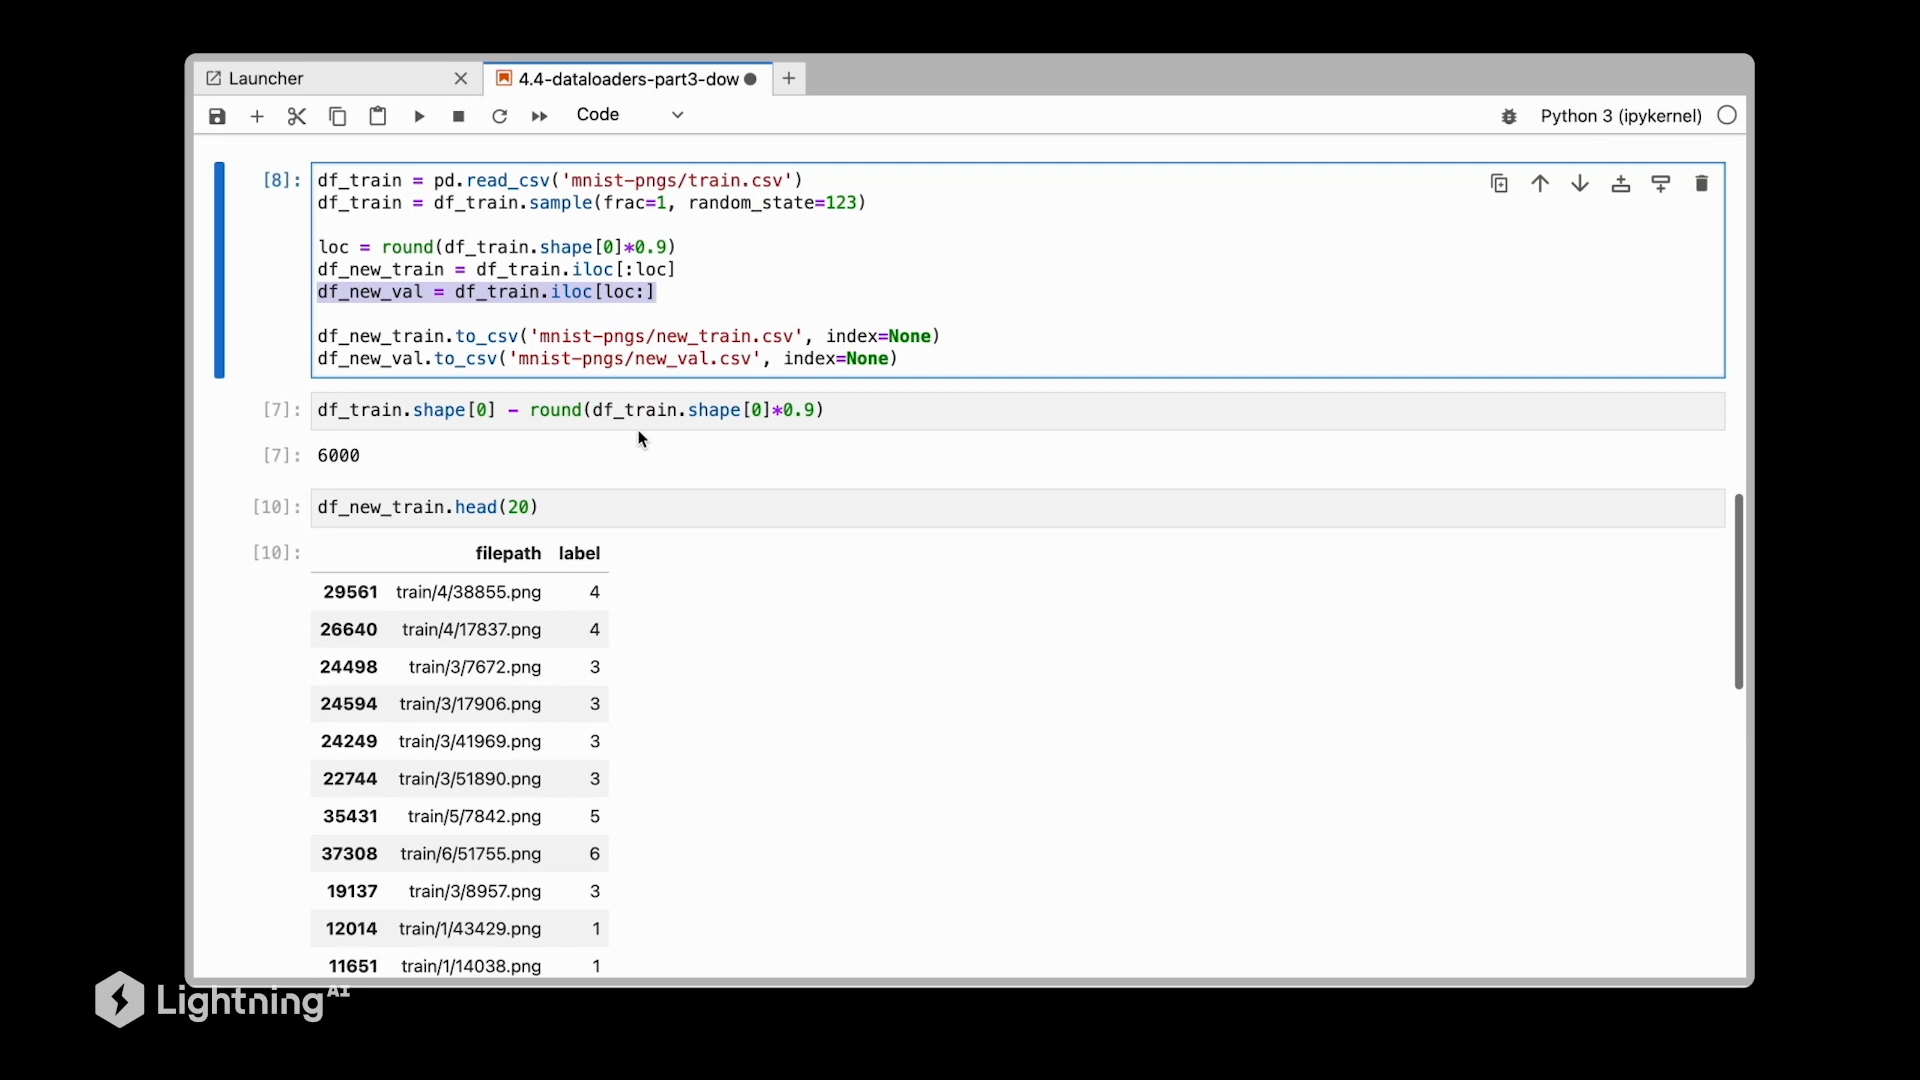 Launcher
4.4-dataloaders-part3-dow
Code
Python 3 (ipykernel)
[8]:
df_train = pd.read_csv('mnist-pngs/train.csv')
df_train = df_train.sample(frac=1, random_state=123)
loc = round(df_train.shape[0]*0.9)
df_new_train = df_train.iloc[:loc]
df_new_val = df_train.iloc[loc:]
df_new_train.to_csv('mnist-pngs/new_train.csv', index=None)
df_new_val.to_csv('mnist-pngs/new_val.csv', index=None)
[7]: df_train.shape[0] - round(df_train.shape[0]*0.9)
[7]: 6000
[10]: df_new_train.head(20)
[10]: filepath label
29561 train/4/38855.png 4
26640 train/4/17837.png 4
24498 train/3/7672.png 3
24594 train/3/17906.png 3
24249 train/3/41969.png 3
22744 train/3/51890.png 3
35431 train/5/7842.png 5
37308 train/6/51755.png 6
19137 train/3/8957.png 3
12014 train/1/43429.png 1
11651 train/1/14038.png 1
Lightning AI